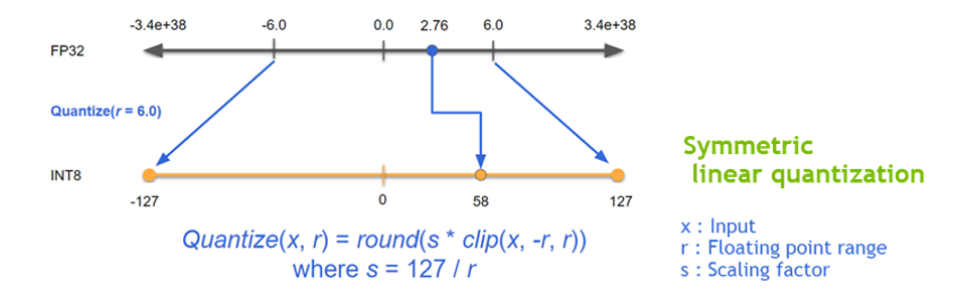 -3.4e+38 -6.0 0.0 2.76 6.0 3.4e+38
FP32
Quantize(r = 6.0)
INT8
-127 0 58 127
Quantize(x, r) = round(s * clip(x, -r, r))
where s = 127 / r
Symmetric
linear quantization
x : Input
r : Floating point range
s : Scaling factor